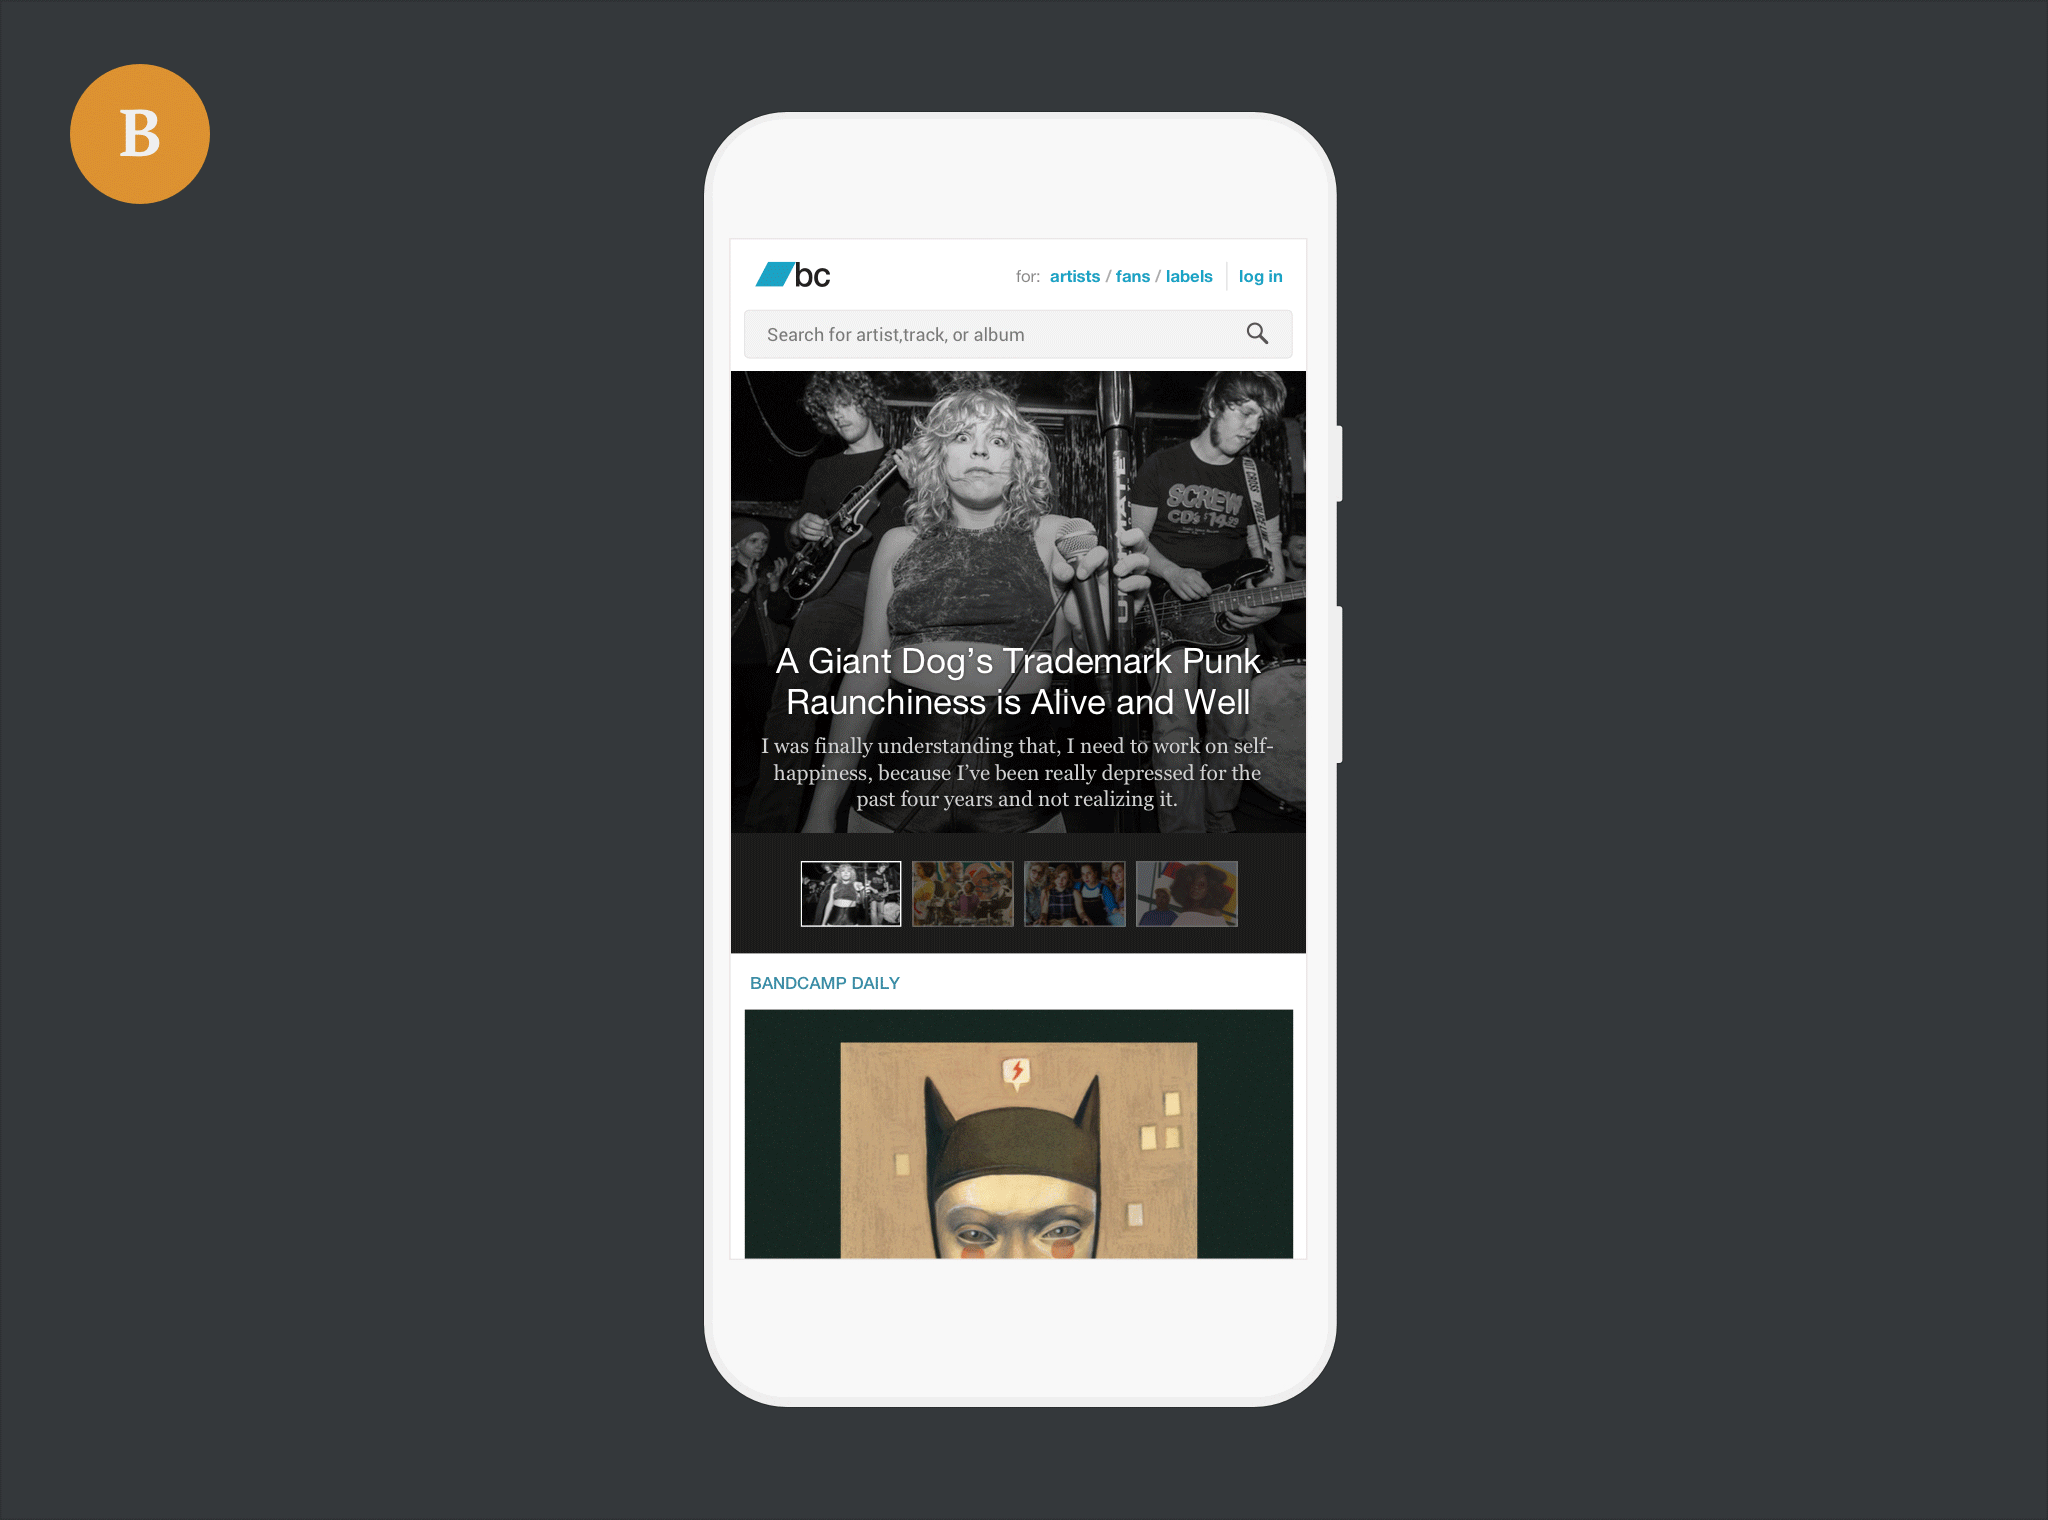 B
bc
for: artists / fans / labels
log in
Search for artist,track, or album
SCREW
CD's $14.99
A Giant Dog’s Trademark Punk
Raunchiness is Alive and Well
I was finally understanding that, I need to work on self-
happiness, because I’ve been really depressed for the
past four years and not realizing it.
BANDCAMP DAILY